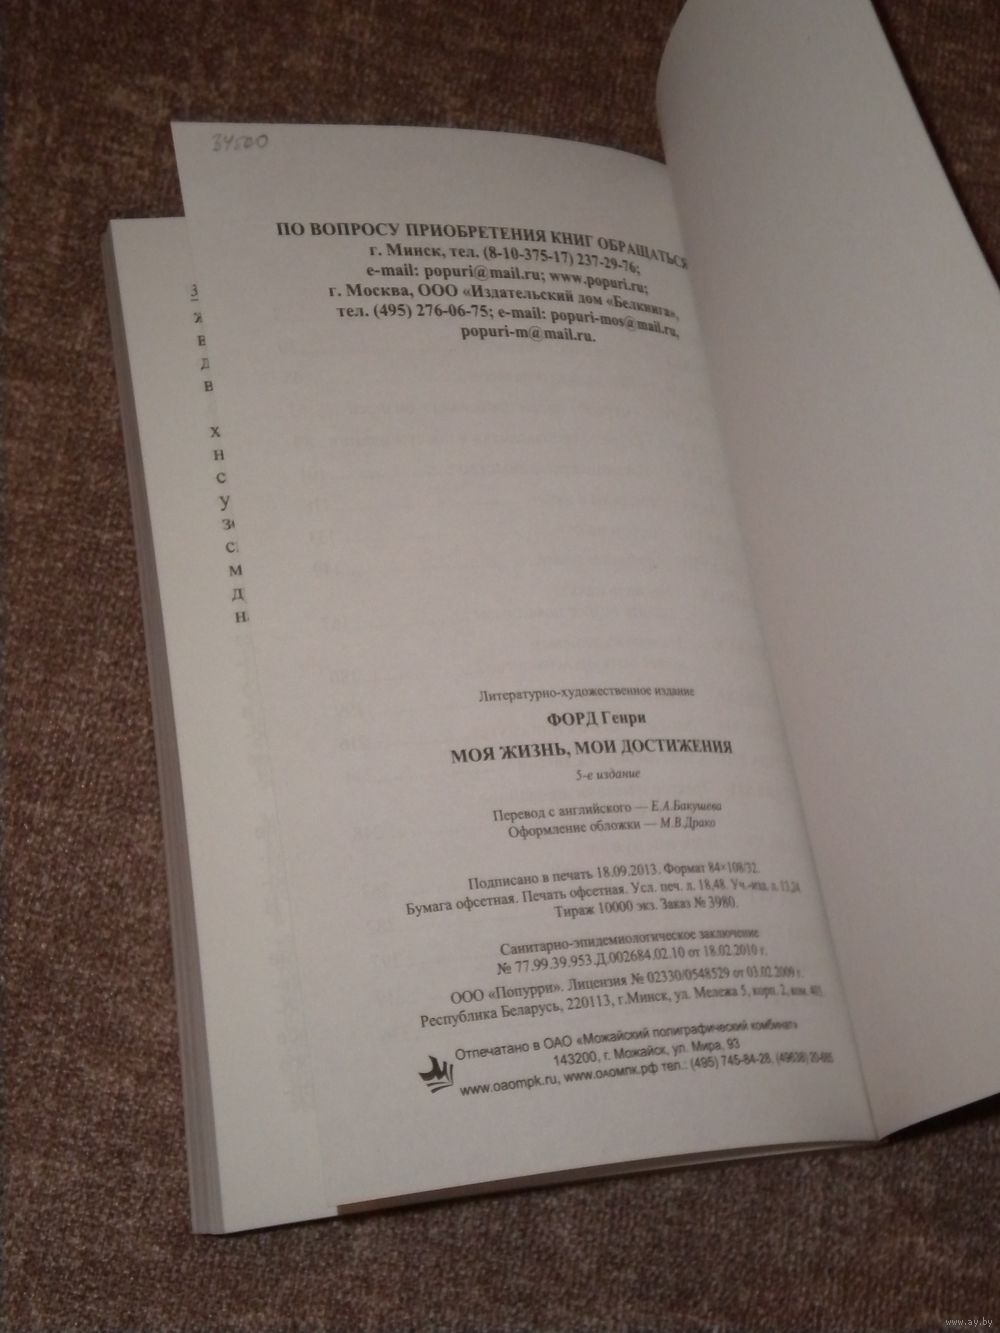 34500
ПО ВОПРОСУ ПРИОБРЕТЕНИЯ КНИГ ОБРАЩАТЬСЯ
г. Минск, тел. (8-10-375-17) 237-29-76;
e-mail: popuri@mail.ru; www.popuri.ru;
г. Москва, ООО «Издательский дом «Белкнига»,
тел. (495) 276-06-75; e-mail: popuri-mos@mail.ru,
popuri-m@mail.ru.
Литературно-художественное издание
ФОРД Генри
МОЯ ЖИЗНЬ, МОИ ДОСТИЖЕНИЯ
5-е издание
Перевод с английского — Е.А.Бакушева
Оформление обложки — М.В.Драко
Подписано в печать 18.09.2013. Формат 84×108/32.
Бумага офсетная. Печать офсетная. Усл. печ. л. 18,48. Уч.-изд. л. 13,24
Тираж 10000 экз. Заказ № 3980.
Санитарно-эпидемиологическое заключение
№ 77.99.39.953.Д.002684.02.10 от 18.02.2010 г.
ООО «Попурри». Лицензия № 02330/0548529 от 03.02.2009 г.
Республика Беларусь, 220113, г.Минск, ул. Мележа 5, корп. 2, ком. 403
Отпечатано в ОАО «Можайский полиграфический комбинат»
143200, г. Можайск, ул. Мира, 93
www.oaompk.ru, www.оаомпк.рф тел.: (495) 745-84-28, (49638) 20-685
www.ay.by